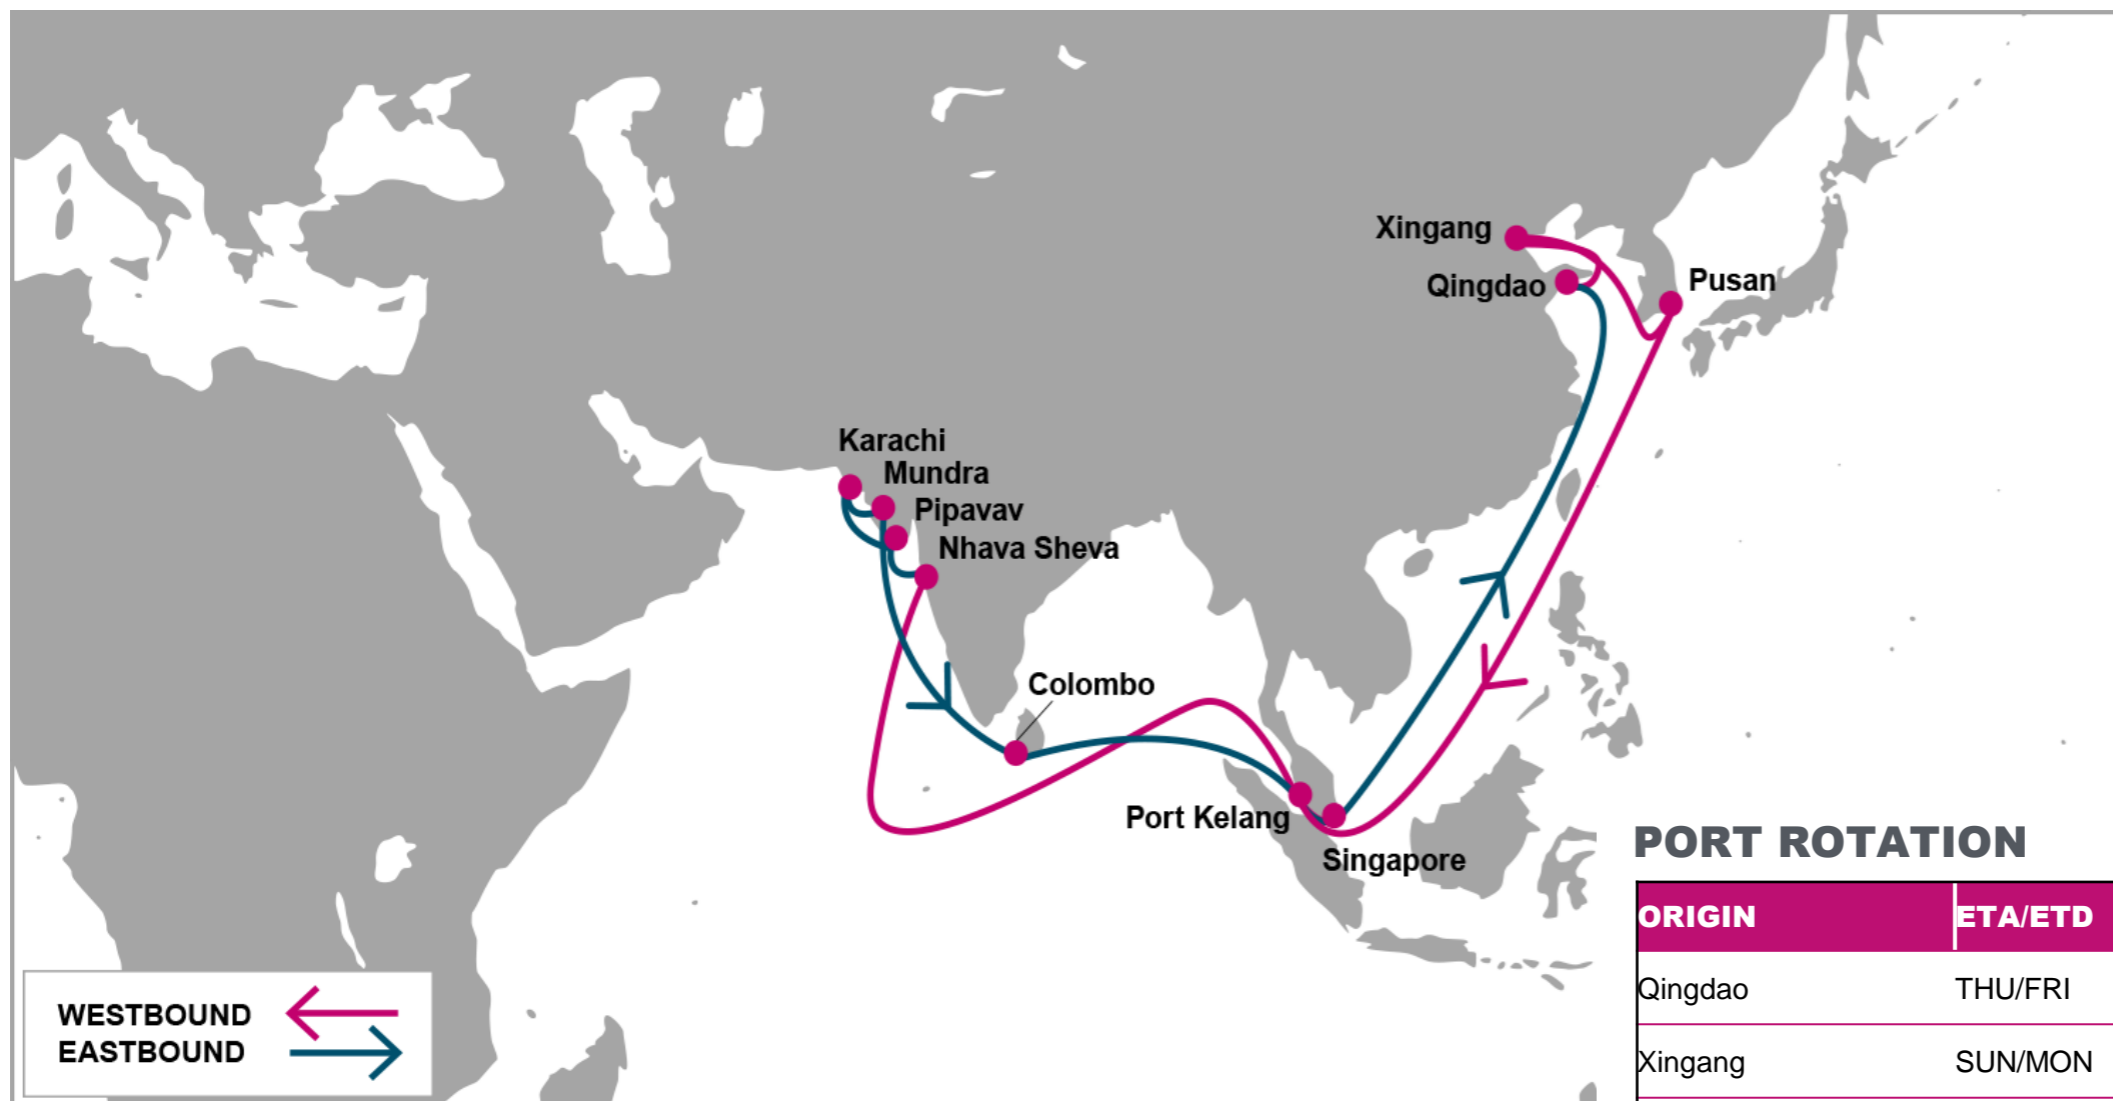 Xingang
Qingdao
Pusan
Karachi
Mundra
Pipavav
Nhava Sheva
Colombo
Port Kelang
Singapore
WESTBOUND
EASTBOUND
PORT ROTATION
ORIGIN ETA/ETD
Qingdao THU/FRI
Xingang SUN/MON